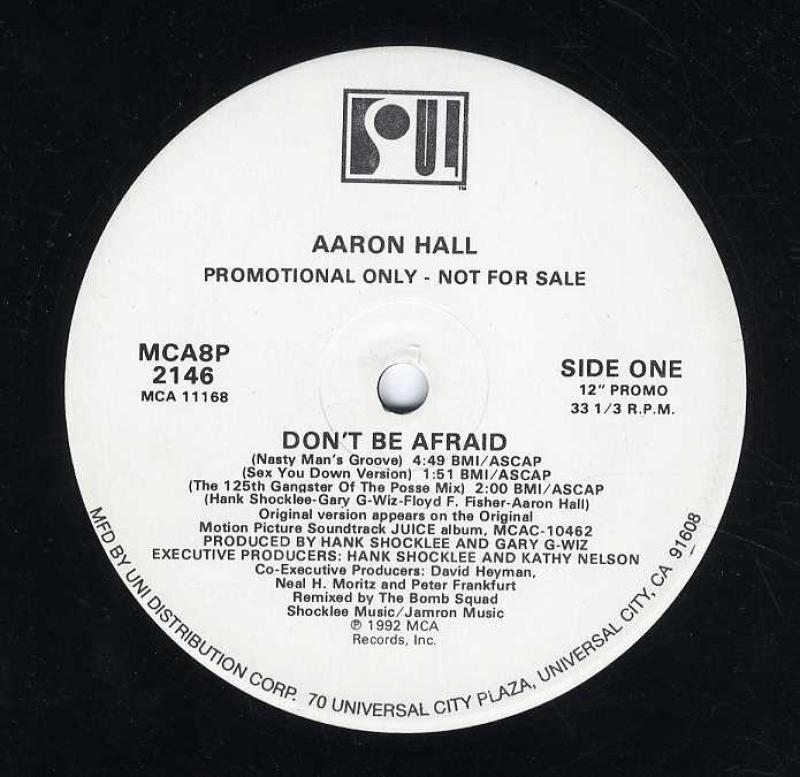 SOUL
TM
AARON HALL
PROMOTIONAL ONLY - NOT FOR SALE
MCA8P
2146
MCA 11168
SIDE ONE
12" PROMO
33 1/3 R.P.M.
DON'T BE AFRAID
(Nasty Man's Groove) 4:49 BMI/ASCAP
(Sex You Down Version) 1:51 BMI/ASCAP
(The 125th Gangster Of The Posse Mix) 2:00 BMI/ASCAP
(Hank Shocklee-Gary G-Wiz-Floyd F. Fisher-Aaron Hall)
Original version appears on the Original
Motion Picture Soundtrack JUICE album, MCAC-10462
PRODUCED BY HANK SHOCKLEE AND GARY G-WIZ
EXECUTIVE PRODUCERS: HANK SHOCKLEE AND KATHY NELSON
Co-Executive Producers: David Heyman,
Neal H. Moritz and Peter Frankfurt
Remixed by The Bomb Squad
Shocklee Music/Jamron Music
℗ 1992 MCA
Records, Inc.
MFD BY UNI DISTRIBUTION CORP. 70 UNIVERSAL CITY PLAZA, UNIVERSAL CITY, CA 91608